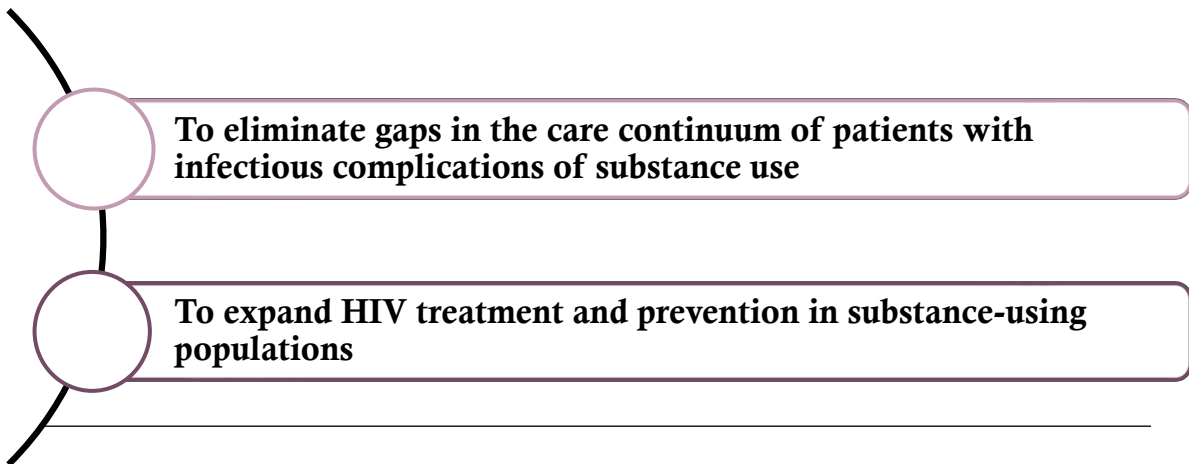 To eliminate gaps in the care continuum of patients with
infectious complications of substance use
To expand HIV treatment and prevention in substance-using
populations